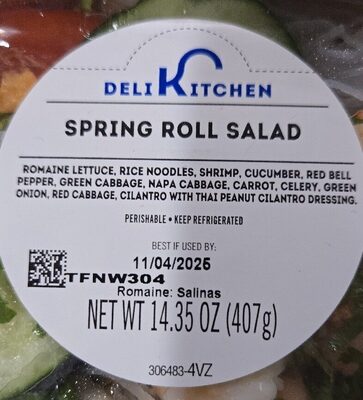 DELI KITCHEN
SPRING ROLL SALAD
ROMAINE LETTUCE, RICE NOODLES, SHRIMP, CUCUMBER, RED BELL
PEPPER, GREEN CABBAGE, NAPA CABBAGE, CARROT, CELERY, GREEN
ONION, RED CABBAGE, CILANTRO WITH THAI PEANUT CILANTRO DRESSING.
PERISHABLE • KEEP REFRIGERATED
BEST IF USED BY:
11/04/2025
TFNW304
Romaine: Salinas
NET WT 14.35 OZ (407g)
306483-4VZ